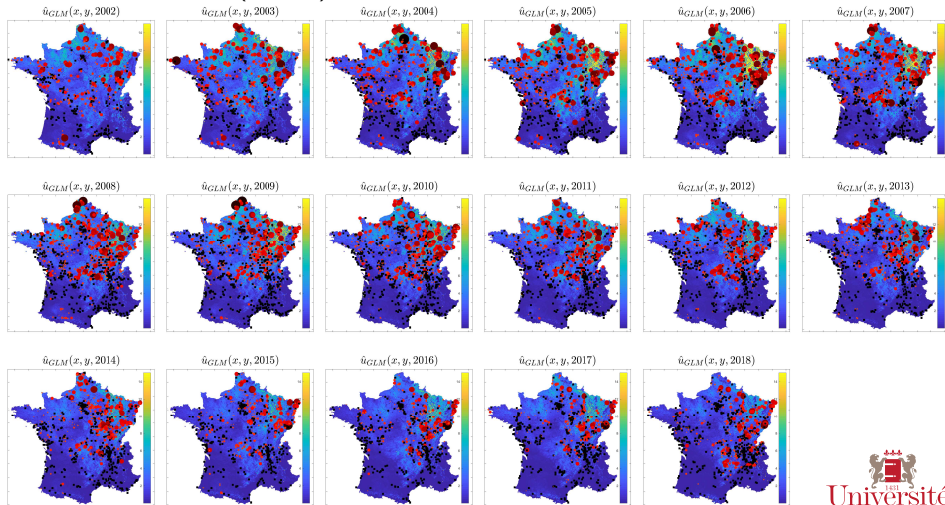 û_GLM(x, y, 2002) û_GLM(x, y, 2003) û_GLM(x, y, 2004) û_GLM(x, y, 2005) û_GLM(x, y, 2006) û_GLM(x, y, 2007)
û_GLM(x, y, 2008) û_GLM(x, y, 2009) û_GLM(x, y, 2010) û_GLM(x, y, 2011) û_GLM(x, y, 2012) û_GLM(x, y, 2013)
û_GLM(x, y, 2014) û_GLM(x, y, 2015) û_GLM(x, y, 2016) û_GLM(x, y, 2017) û_GLM(x, y, 2018)
1431
Université